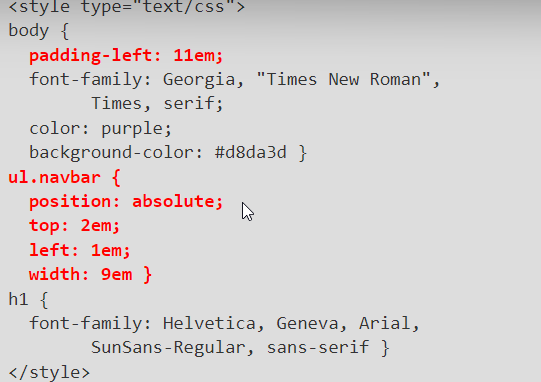 <style type="text/css">
body {
  padding-left: 11em;
  font-family: Georgia, "Times New Roman",
        Times, serif;
  color: purple;
  background-color: #d8da3d }
ul.navbar {
  position: absolute;
  top: 2em;
  left: 1em;
  width: 9em }
h1 {
  font-family: Helvetica, Geneva, Arial,
        SunSans-Regular, sans-serif }
</style>